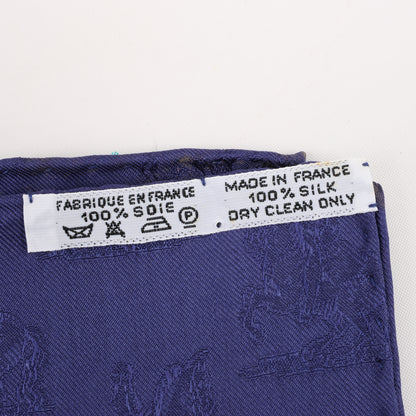 FABRIQUE EN FRANCE
100% SOIE
P
MADE IN FRANCE
100% SILK
DRY CLEAN ONLY